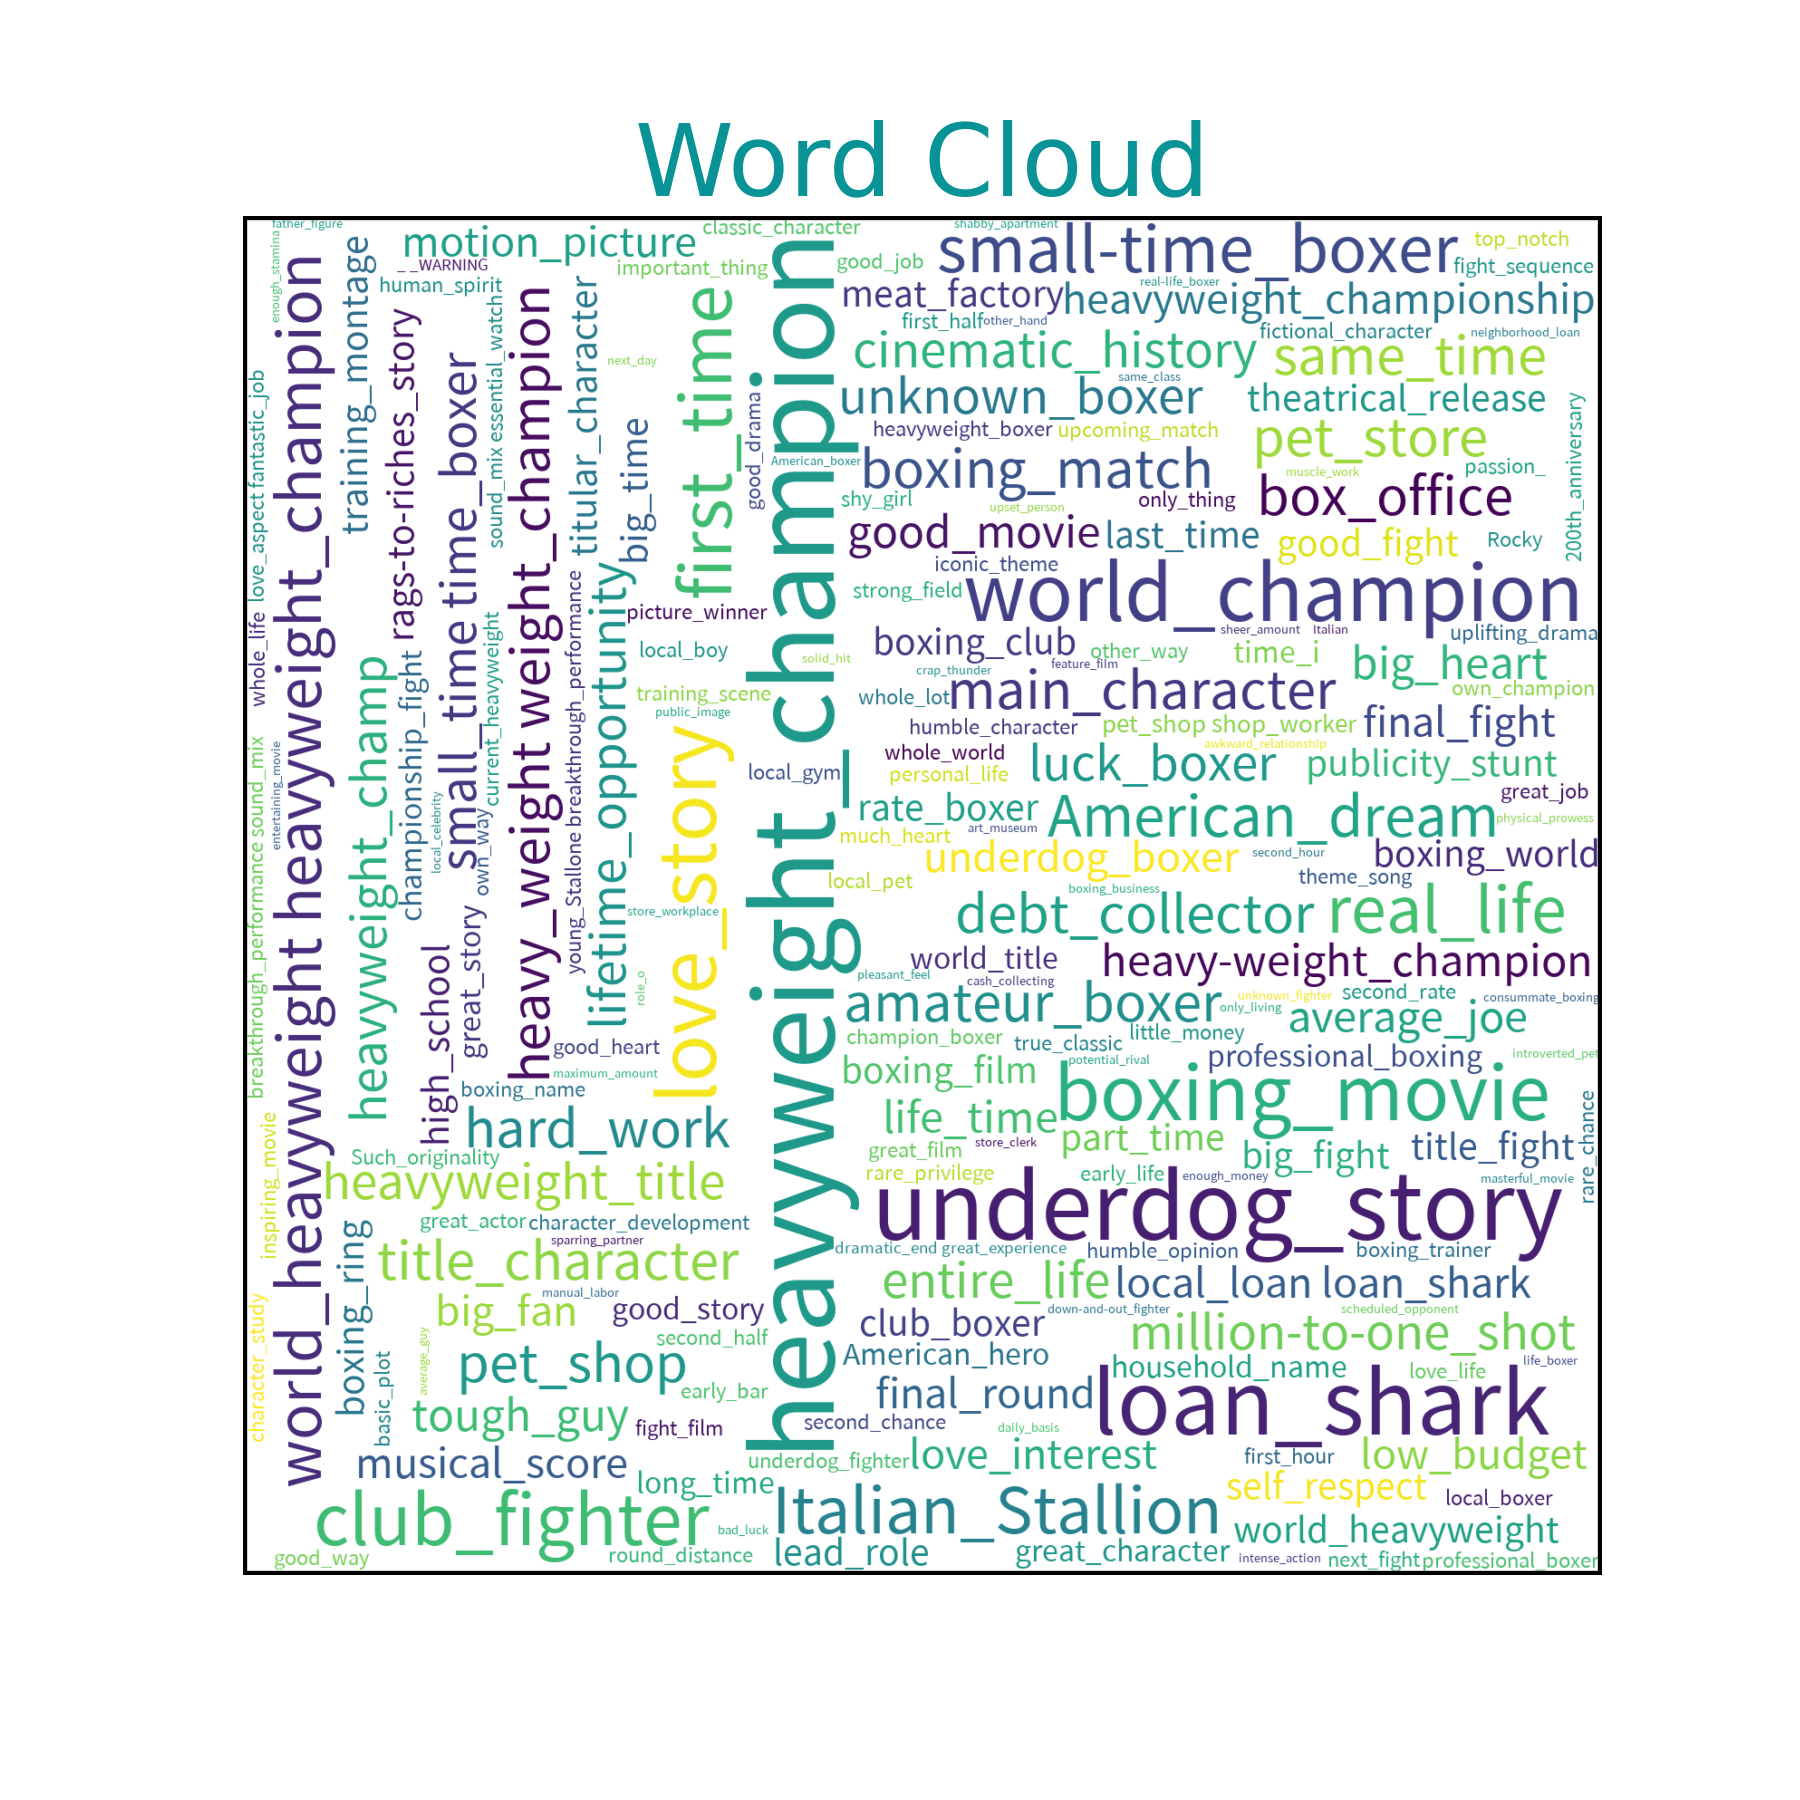 Word Cloud
father_figure
classic_character
shabby_apartment
small-time_boxer
top_notch
motion_picture
__WARNING
important_thing
good_job
fight_sequence
enough_stamina
human_spirit
real-life_boxer
meat_factory
heavyweight_championship
first_half
other_hand
fictional_character
neighborhood_loan
cinematic_history
same_time
next_day
same_class
unknown_boxer
theatrical_release
heavyweight_boxer
upcoming_match
pet_store
American_boxer
boxing_match
muscle_work
passion_
200th_anniversary
shy_girl
only_thing
box_office
upset_person
good_movie
last_time
good_fight
Rocky
iconic_theme
strong_field
world_champion
picture_winner
sheer_amount
Italian
uplifting_drama
boxing_club
local_boy
solid_hit
other_way
time_i
crap_thunder
feature_film
big_heart
training_scene
whole_lot
main_character
own_champion
public_image
humble_character
pet_shop
shop_worker
final_fight
whole_world
awkward_relationship
local_gym
personal_life
luck_boxer
publicity_stunt
great_job
rate_boxer
American_dream
physical_prowess
much_heart
art_museum
underdog_boxer
second_hour
boxing_world
theme_song
local_pet
boxing_business
store_workplace
debt_collector
real_life
world_title
heavy-weight_champion
pleasant_feel
cash_collecting
amateur_boxer
unknown_fighter
second_rate
consummate_boxing
only_living
average_joe
champion_boxer
little_money
true_classic
good_heart
potential_rival
professional_boxing
introverted_pet
maximum_amount
boxing_film
boxing_name
boxing_movie
hard_work
life_time
part_time
great_film
store_clerk
big_fight
title_fight
rare_chance
Such_originality
rare_privilege
early_life
enough_money
masterful_movie
heavyweight_title
underdog_story
great_actor
character_development
sparring_partner
dramatic_end
great_experience
humble_opinion
boxing_trainer
title_character
entire_life
local_loan
loan_shark
manual_labor
big_fan
good_story
down-and-out_fighter
scheduled_opponent
club_boxer
million-to-one_shot
second_half
American_hero
household_name
love_life
life_boxer
pet_shop
early_bar
final_round
loan_shark
tough_guy
fight_film
second_chance
daily_basis
musical_score
underdog_fighter
love_interest
first_hour
low_budget
long_time
self_respect
local_boxer
club_fighter
bad_luck
Italian_Stallion
world_heavyweight
good_way
round_distance
lead_role
great_character
intense_action
next_fight
professional_boxer
fantastic_job
love_aspect
whole_life
sound_mix
breakthrough_performance
inspiring_movie
character_study
entertaining_movie
heavyweight_champion
world_heavyweight
training_montage
heavyweight_champ
boxing_ring
basic_plot
rags-to-riches_story
championship_fight
average_guy
local_celebrity
high_school
time_boxer
small_time
own_way
great_story
essential_watch
sound_mix
current_heavyweight
weight_champion
heavy_weight
titular_character
breakthrough_performance
young_Stallone
lifetime_opportunity
big_time
role_o
first_time
love_story
good_drama
heavyweight_champion